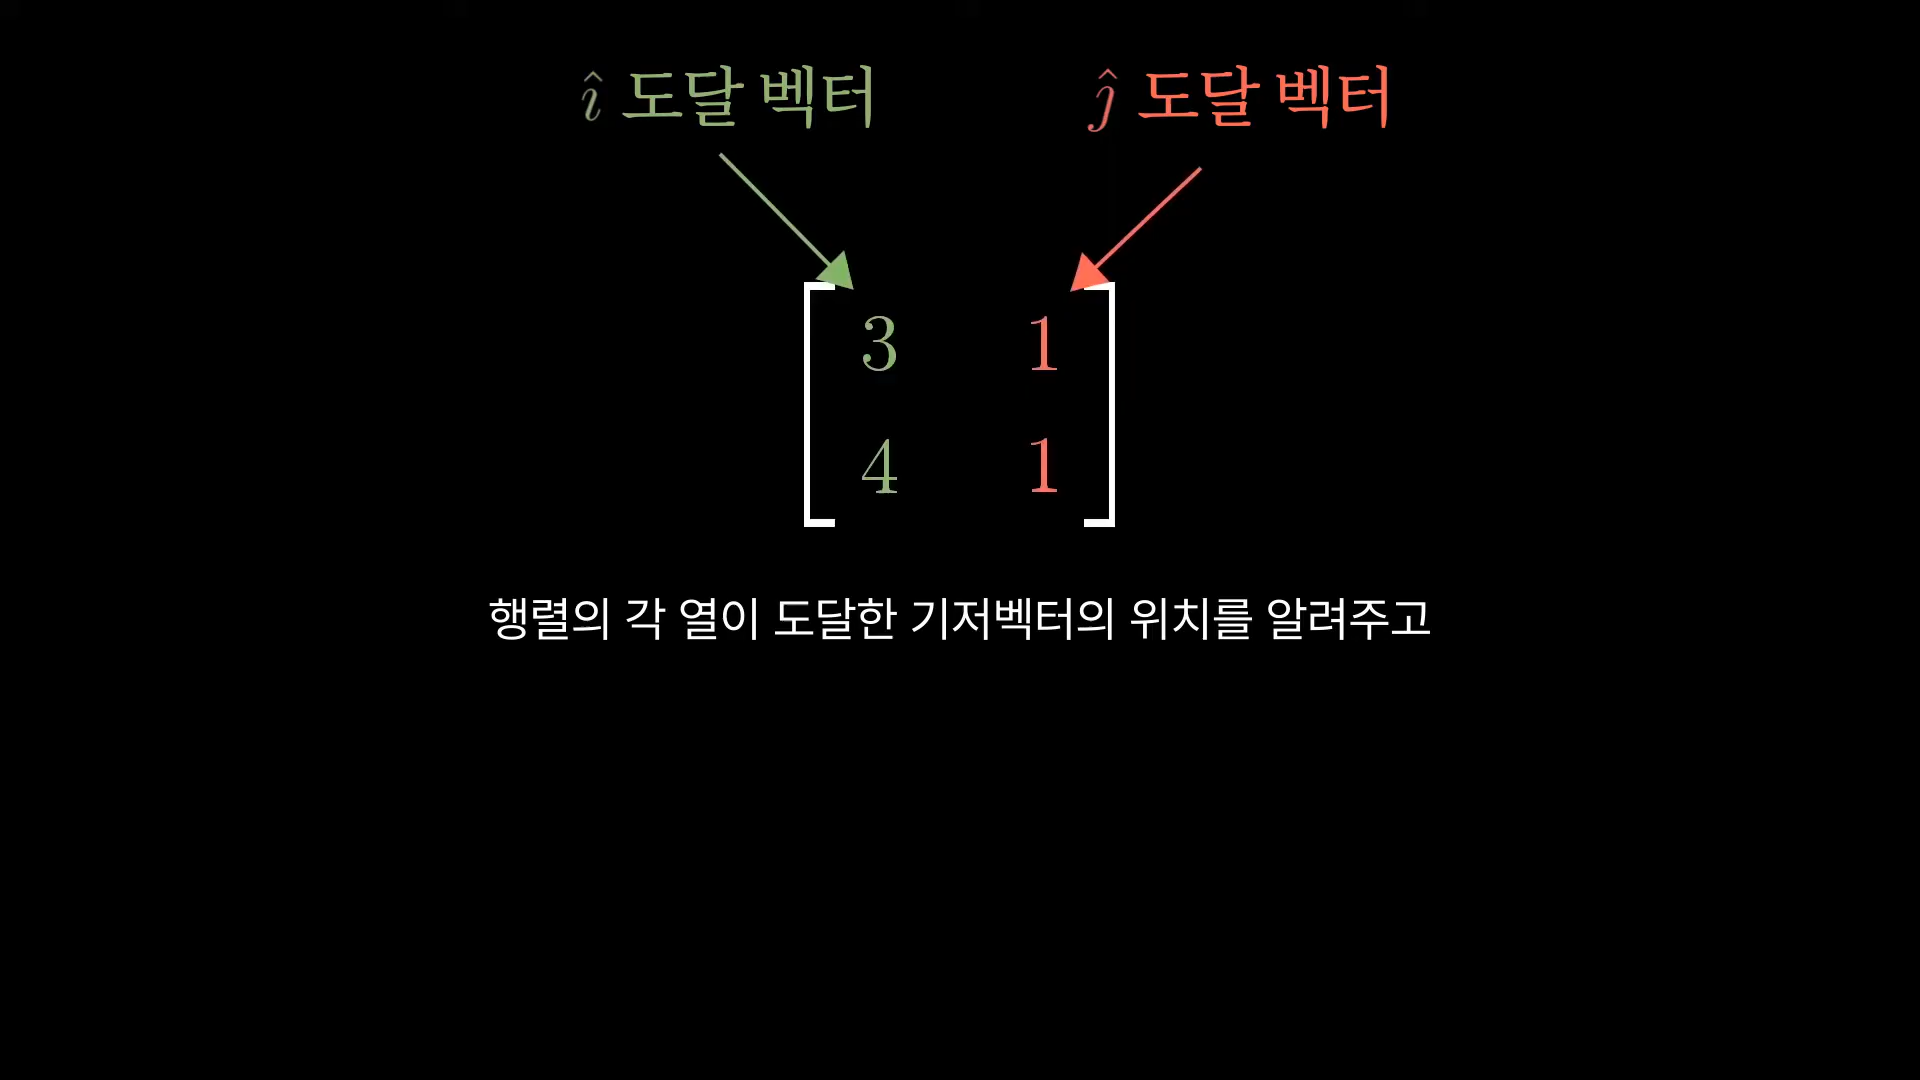 î 도달 벡터 ĵ 도달 벡터
3 1
4 1
행렬의 각 열이 도달한 기저벡터의 위치를 알려주고